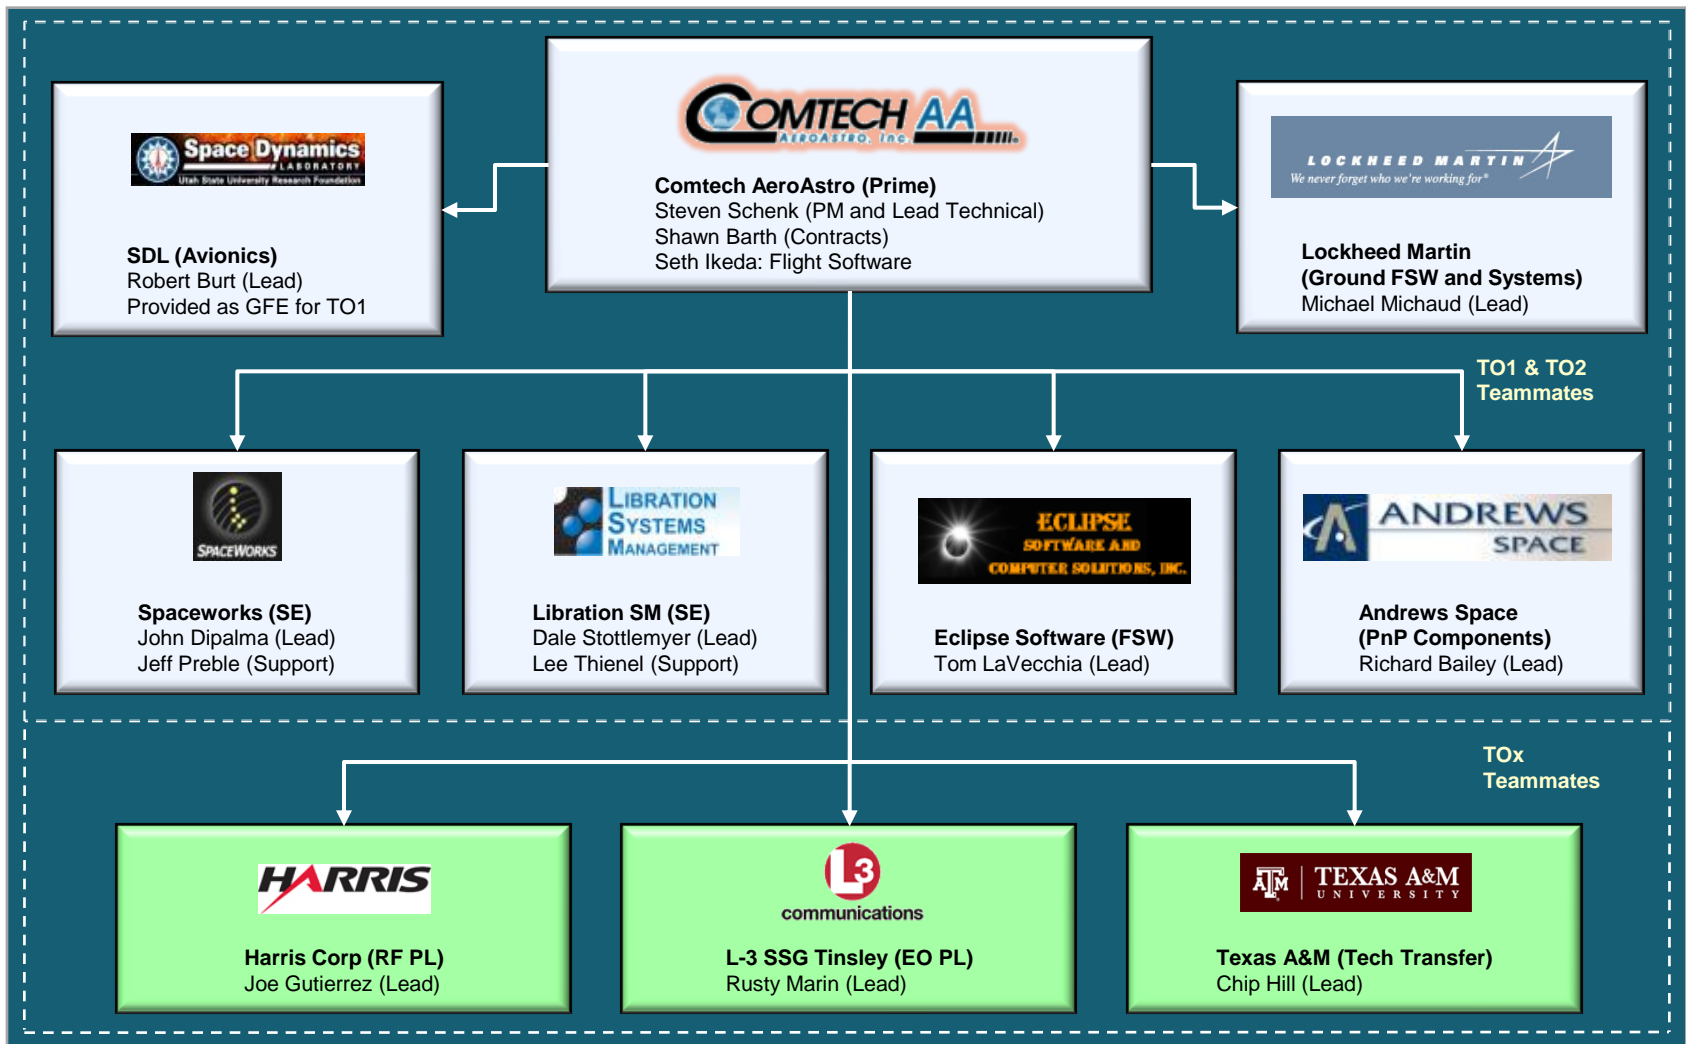 COMTECH AA
AEROASTRO, Inc.
Comtech AeroAstro (Prime)
Steven Schenk (PM and Lead Technical)
Shawn Barth (Contracts)
Seth Ikeda: Flight Software
Space Dynamics
LABORATORY
Utah State University Research Foundation
SDL (Avionics)
Robert Burt (Lead)
Provided as GFE for TO1
LOCKHEED MARTIN
We never forget who we're working for®
Lockheed Martin
(Ground FSW and Systems)
Michael Michaud (Lead)
TO1 & TO2
Teammates
SPACEWORKS
Spaceworks (SE)
John Dipalma (Lead)
Jeff Preble (Support)
LIBRATION
SYSTEMS
MANAGEMENT
Libration SM (SE)
Dale Stottlemyer (Lead)
Lee Thienel (Support)
ECLIPSE
SOFTWARE AND
COMPUTER SOLUTIONS, INC.
Eclipse Software (FSW)
Tom LaVecchia (Lead)
ANDREWS
SPACE
Andrews Space
(PnP Components)
Richard Bailey (Lead)
TOx
Teammates
HARRIS
Harris Corp (RF PL)
Joe Gutierrez (Lead)
L3
communications
L-3 SSG Tinsley (EO PL)
Rusty Marin (Lead)
ATM
TEXAS A&M
UNIVERSITY
Texas A&M (Tech Transfer)
Chip Hill (Lead)